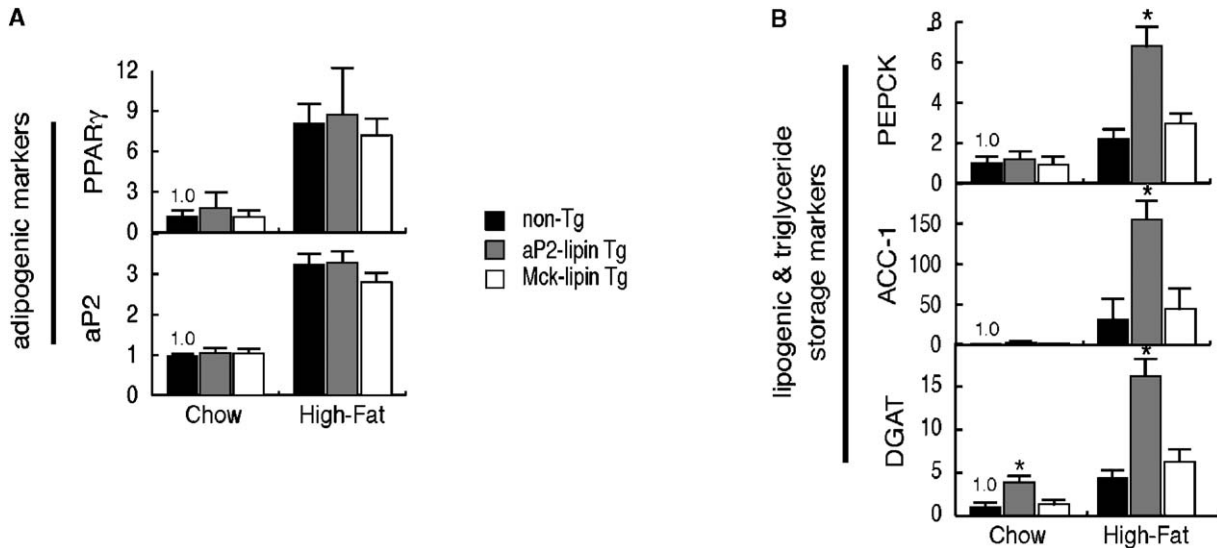 A
adipogenic markers
PPARγ
12
9
6
3
0
1.0
aP2
3
2
1
0
1.0
Chow High-Fat
non-Tg
aP2-lipin Tg
Mck-lipin Tg
B
lipogenic & triglyceride
storage markers
PEPCK
8
6
4
2
0
1.0
*
ACC-1
150
100
50
0
1.0
*
DGAT
15
10
5
0
1.0
*
*
Chow High-Fat